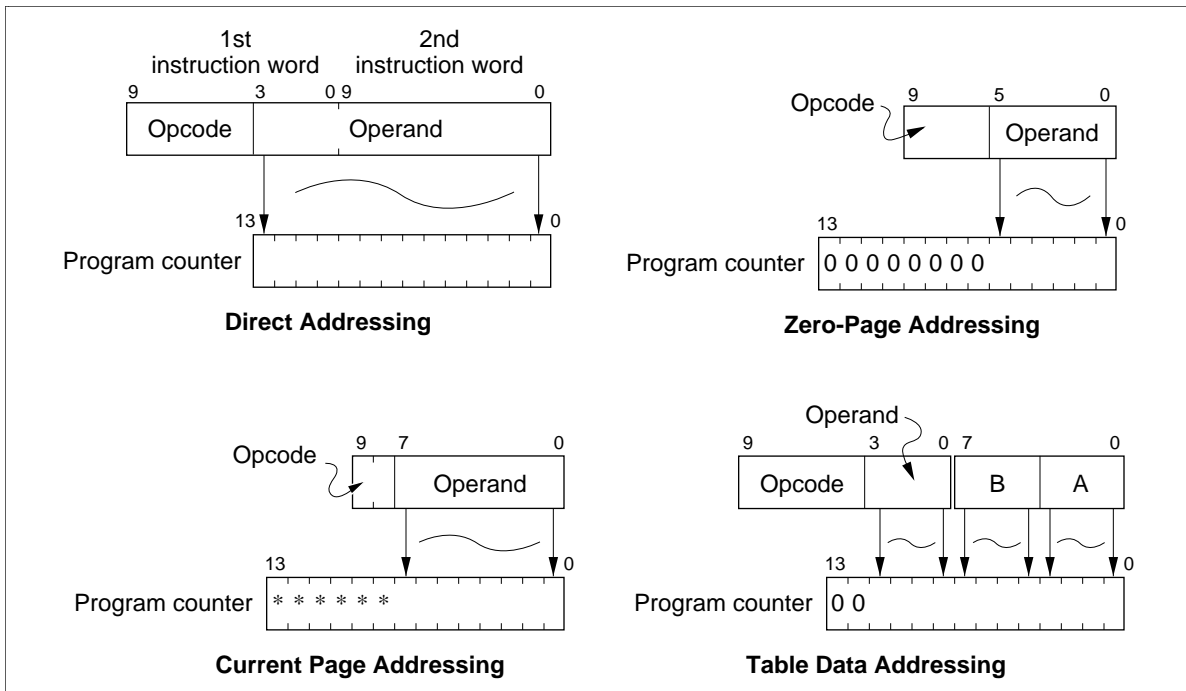 1st
instruction word
2nd
instruction word
9 3 0 9 0
Opcode Operand
13 0
Program counter
Direct Addressing
Opcode
9 5 0
Operand
13 0
Program counter 0 0 0 0 0 0 0 0
Zero-Page Addressing
Opcode
9 7 0
Operand
13 0
Program counter * * * * * *
Current Page Addressing
Operand
9 3 0 7 0
Opcode B A
13 0
Program counter 0 0
Table Data Addressing